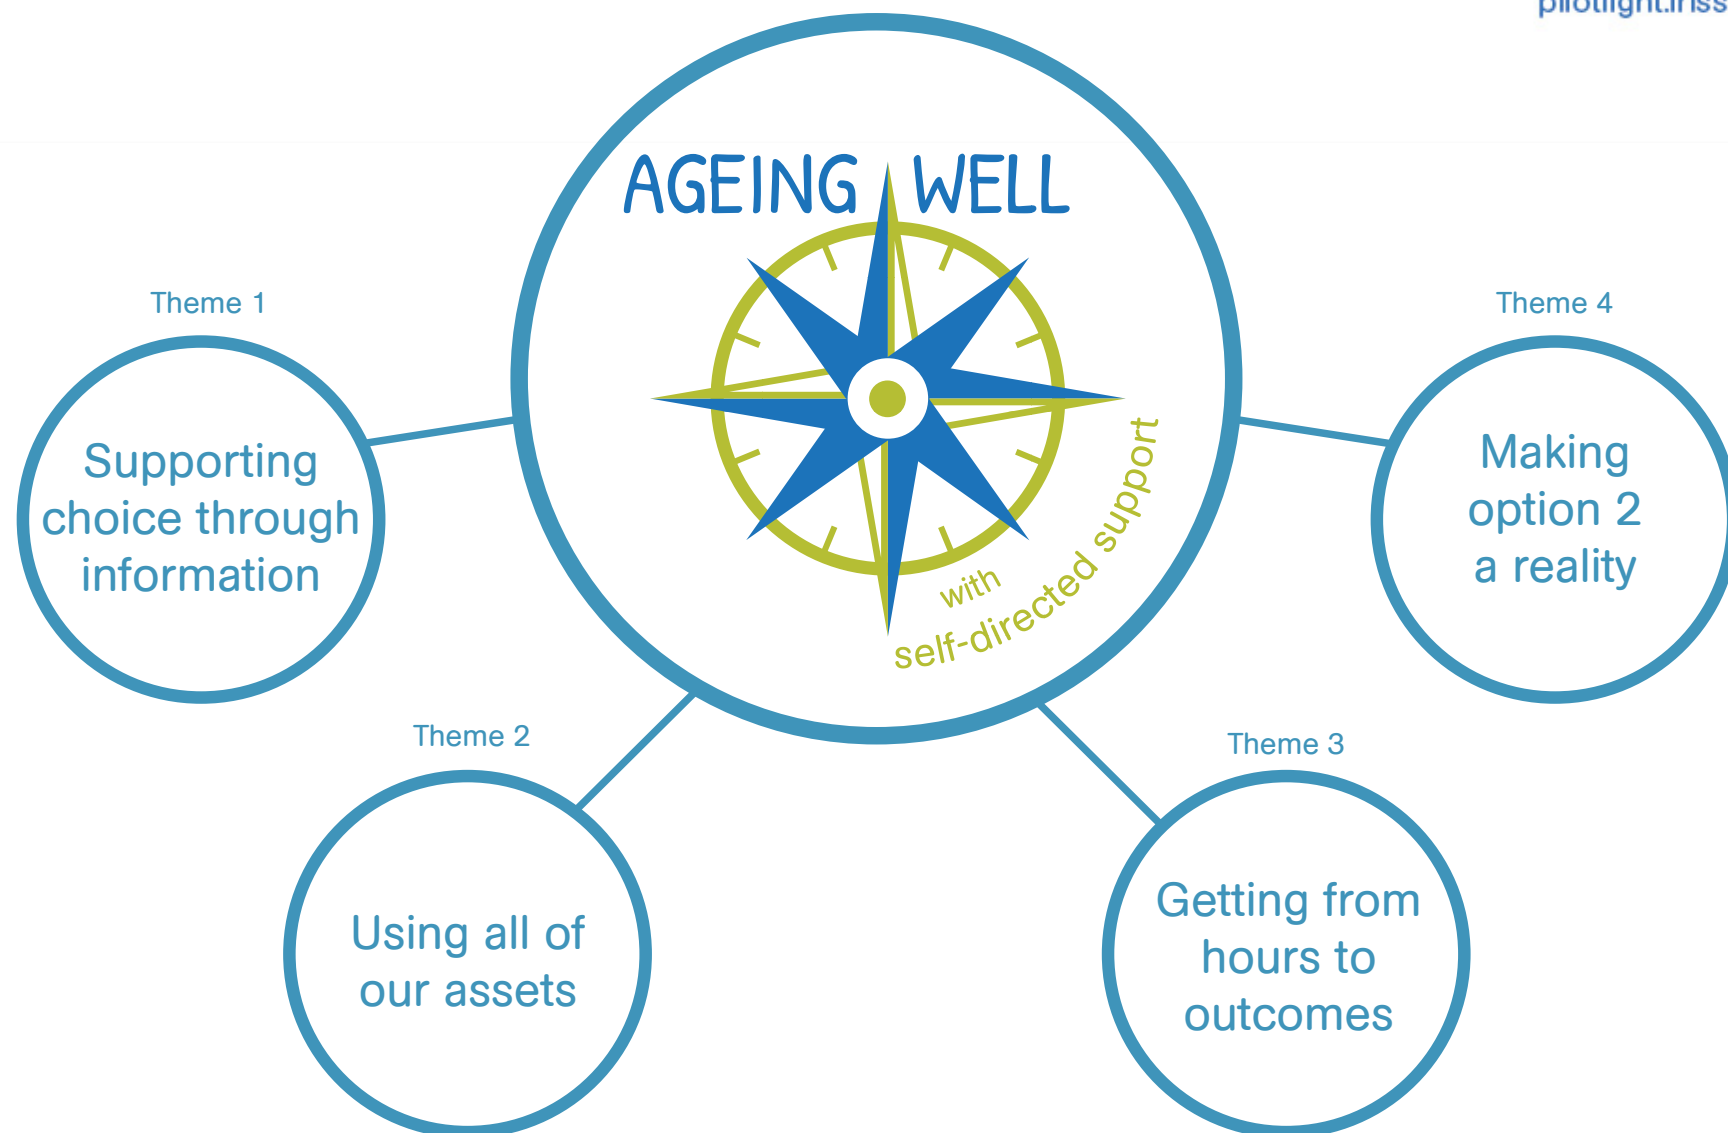 AGEING WELL
with
self-directed support
Theme 1
Supporting
choice through
information
Theme 2
Using all of
our assets
Theme 3
Getting from
hours to
outcomes
Theme 4
Making
option 2
a reality